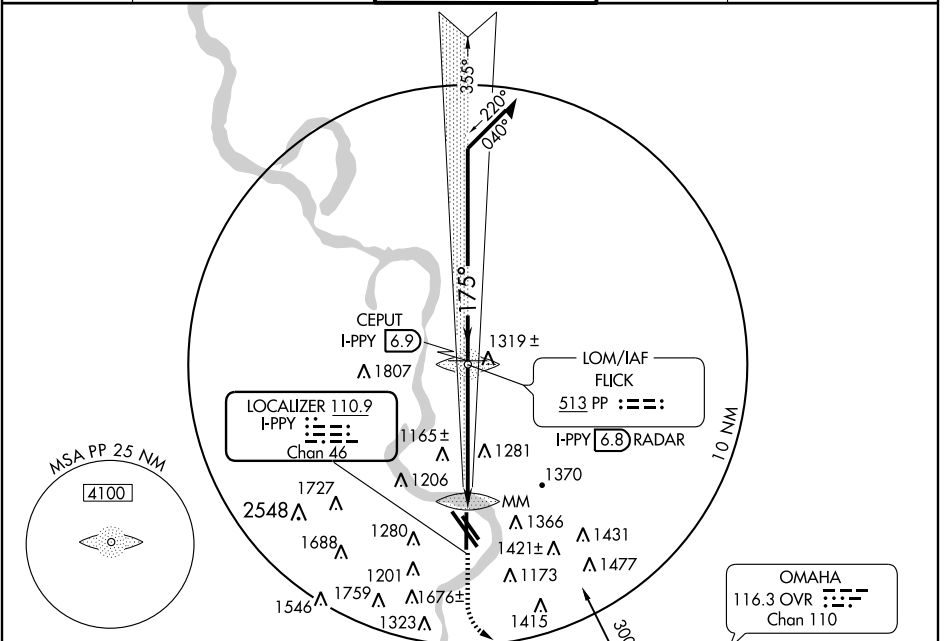 355°
220°
040°
175°
CEPUT
I-PPY 6.9
1319 ±
1807
LOM/IAF
FLICK
513 PP
I-PPY 6.8 RADAR
10 NM
LOCALIZER 110.9
I-PPY
Chan 46
1165 ±
1281
1206
1370
MSA PP 25 NM
4100
1727
2548
MM
1366
1688
1280
1421±
1431
1201
1173
1477
1546
1759
1676±
1323
1415
300
OMAHA
116.3 OVR
Chan 110